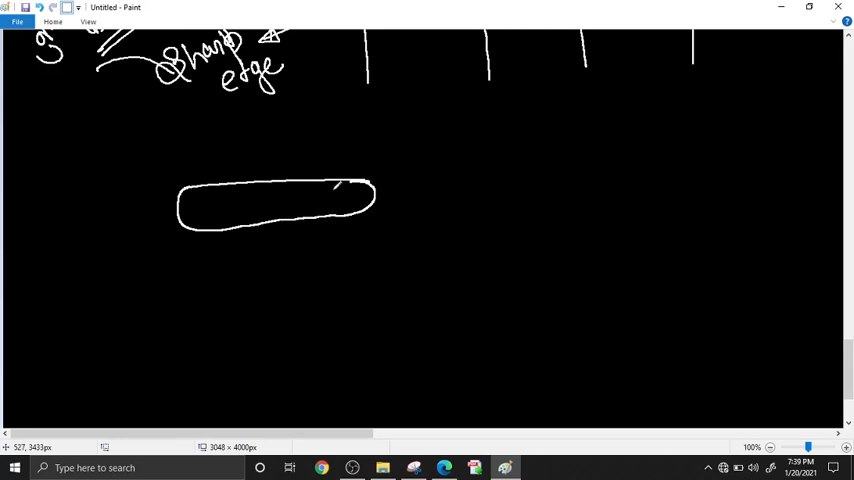 Untitled - Paint
File
Home
View
Sharp
edge
527, 3433px
3048 × 4000px
100%
Type here to search
7:39 PM
1/20/2021